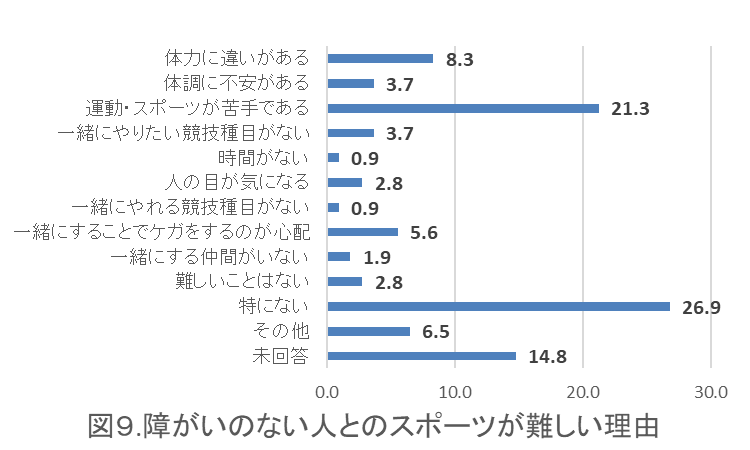 体力に違いがある 8.3
体調に不安がある 3.7
運動・スポーツが苦手である 21.3
一緒にやりたい競技種目がない 3.7
時間がない 0.9
人の目が気になる 2.8
一緒にやれる競技種目がない 0.9
一緒にすることでケガをするのが心配 5.6
一緒にする仲間がいない 1.9
難しいことはない 2.8
特にない 26.9
その他 6.5
未回答 14.8
0.0 10.0 20.0 30.0
図９.障がいのない人とのスポーツが難しい理由